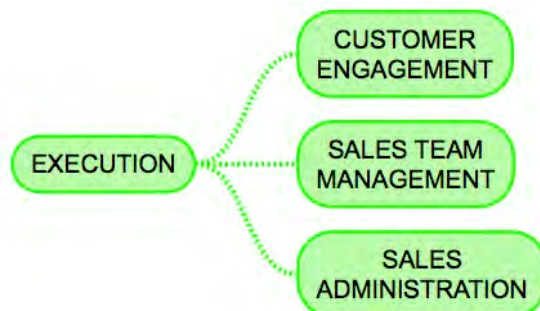 CUSTOMER
ENGAGEMENT
EXECUTION
SALES TEAM
MANAGEMENT
SALES
ADMINISTRATION